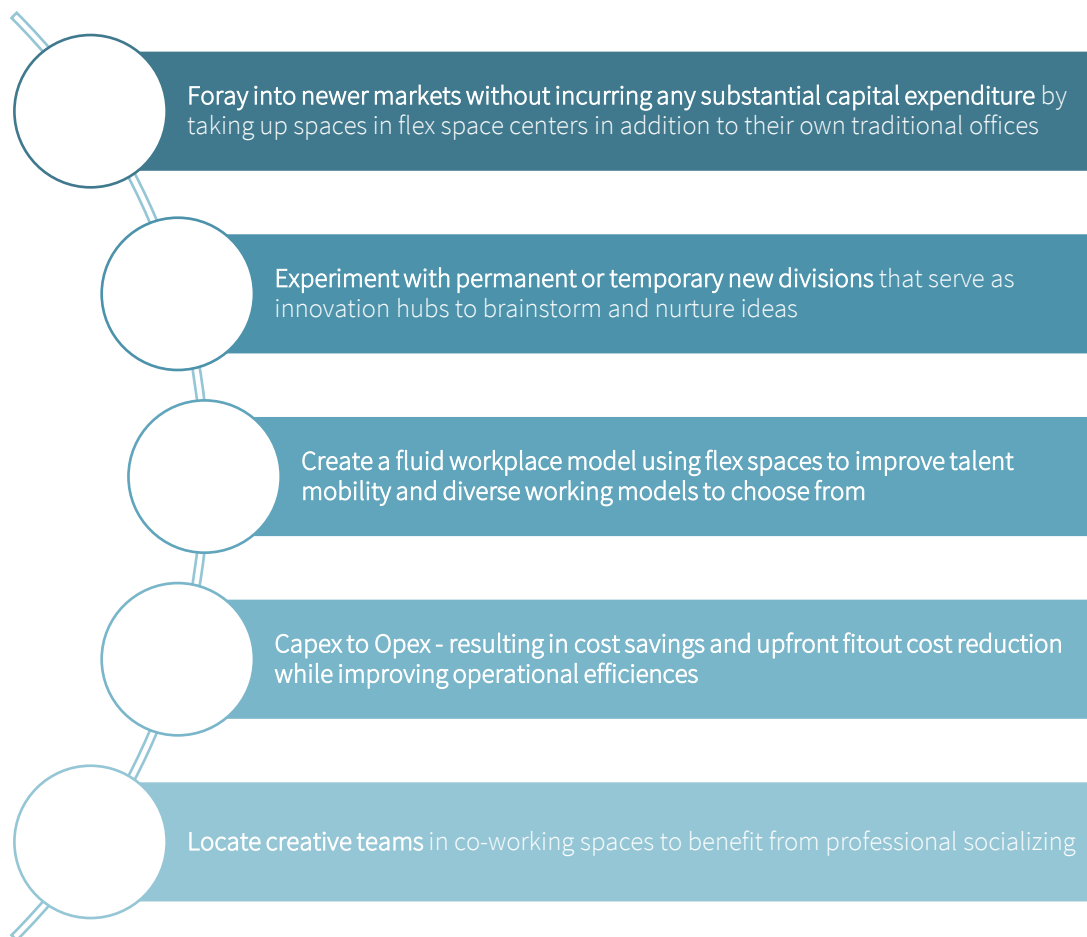 Foray into newer markets without incurring any substantial capital expenditure by
taking up spaces in flex space centers in addition to their own traditional offices
Experiment with permanent or temporary new divisions that serve as
innovation hubs to brainstorm and nurture ideas
Create a fluid workplace model using flex spaces to improve talent
mobility and diverse working models to choose from
Capex to Opex - resulting in cost savings and upfront fitout cost reduction
while improving operational efficiences
Locate creative teams in co-working spaces to benefit from professional socializing